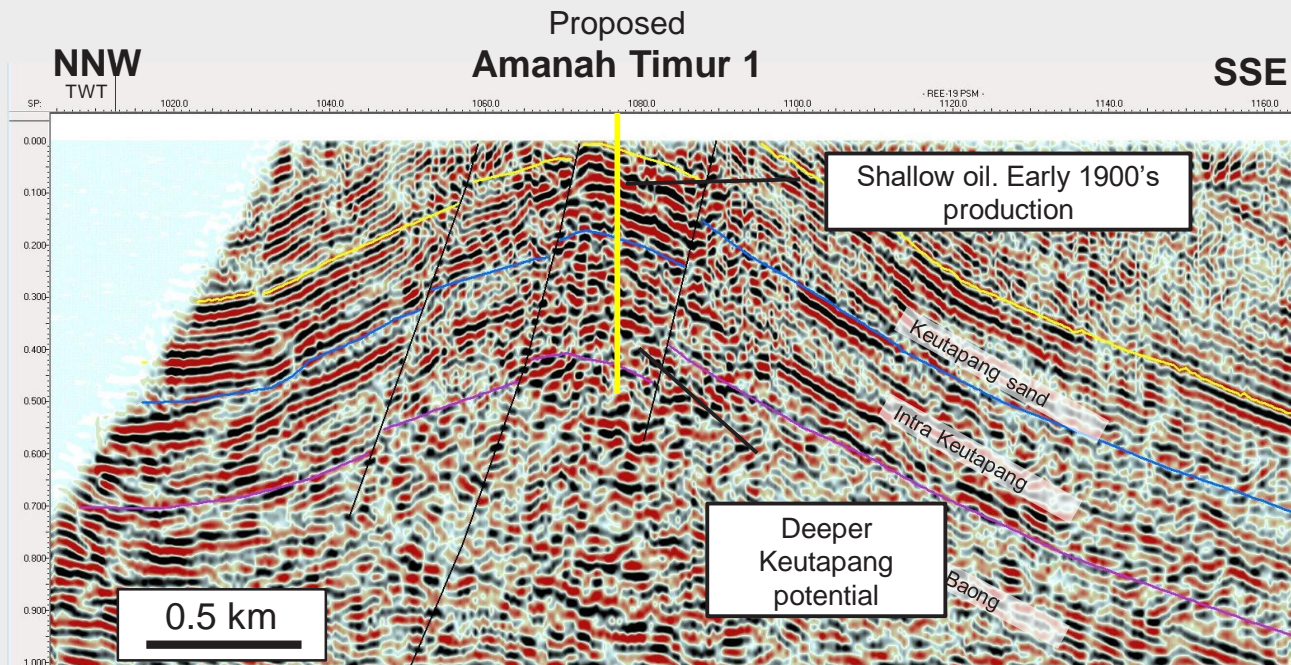 Proposed
Amanah Timur 1
NNW
SSE
TWT
SP:
1020.0
1040.0
1060.0
1080.0
1100.0
- REE-19 PSM -
1120.0
1140.0
1160.0
0.000
0.100
0.200
0.300
0.400
0.500
0.600
0.700
0.800
0.900
1.000
Shallow oil. Early 1900's
production
Keutapang sand
Intra Keutapang
Baong
Deeper
Keutapang
potential
0.5 km